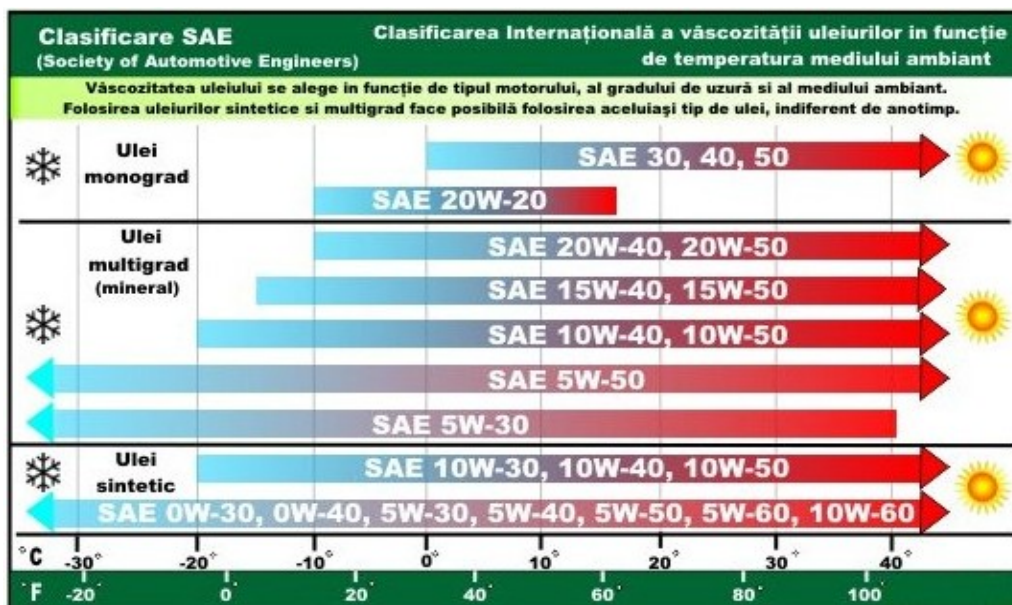 Clasificare SAE
(Society of Automotive Engineers)
Clasificarea Internațională a vâscozității uleiurilor in funcție
de temperatura mediului ambiant
Vâscozitatea uleiului se alege in funcție de tipul motorului, al gradului de uzură si al mediului ambiant.
Folosirea uleiurilor sintetice si multigrad face posibilă folosirea aceluiaşi tip de ulei, indiferent de anotimp.
Ulei
monograd
SAE 30, 40, 50
SAE 20W-20
Ulei
multigrad
(mineral)
SAE 20W-40, 20W-50
SAE 15W-40, 15W-50
SAE 10W-40, 10W-50
SAE 5W-50
SAE 5W-30
Ulei
sintetic
SAE 10W-30, 10W-40, 10W-50
SAE 0W-30, 0W-40, 5W-30, 5W-40, 5W-50, 5W-60, 10W-60
°C -30° -20° -10° 0° 10° 20° 30° 40°
°F -20° 0° 20° 40° 60° 80° 100°